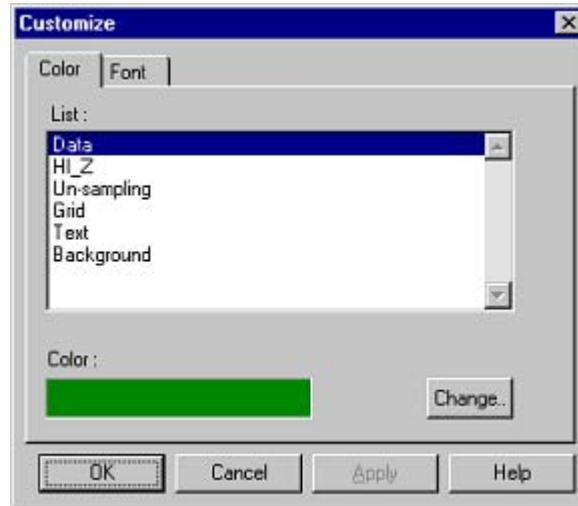 Customize
Color Font
List :
Data
HI_Z
Un-sampling
Grid
Text
Background
Color :
Change..
OK Cancel Apply Help